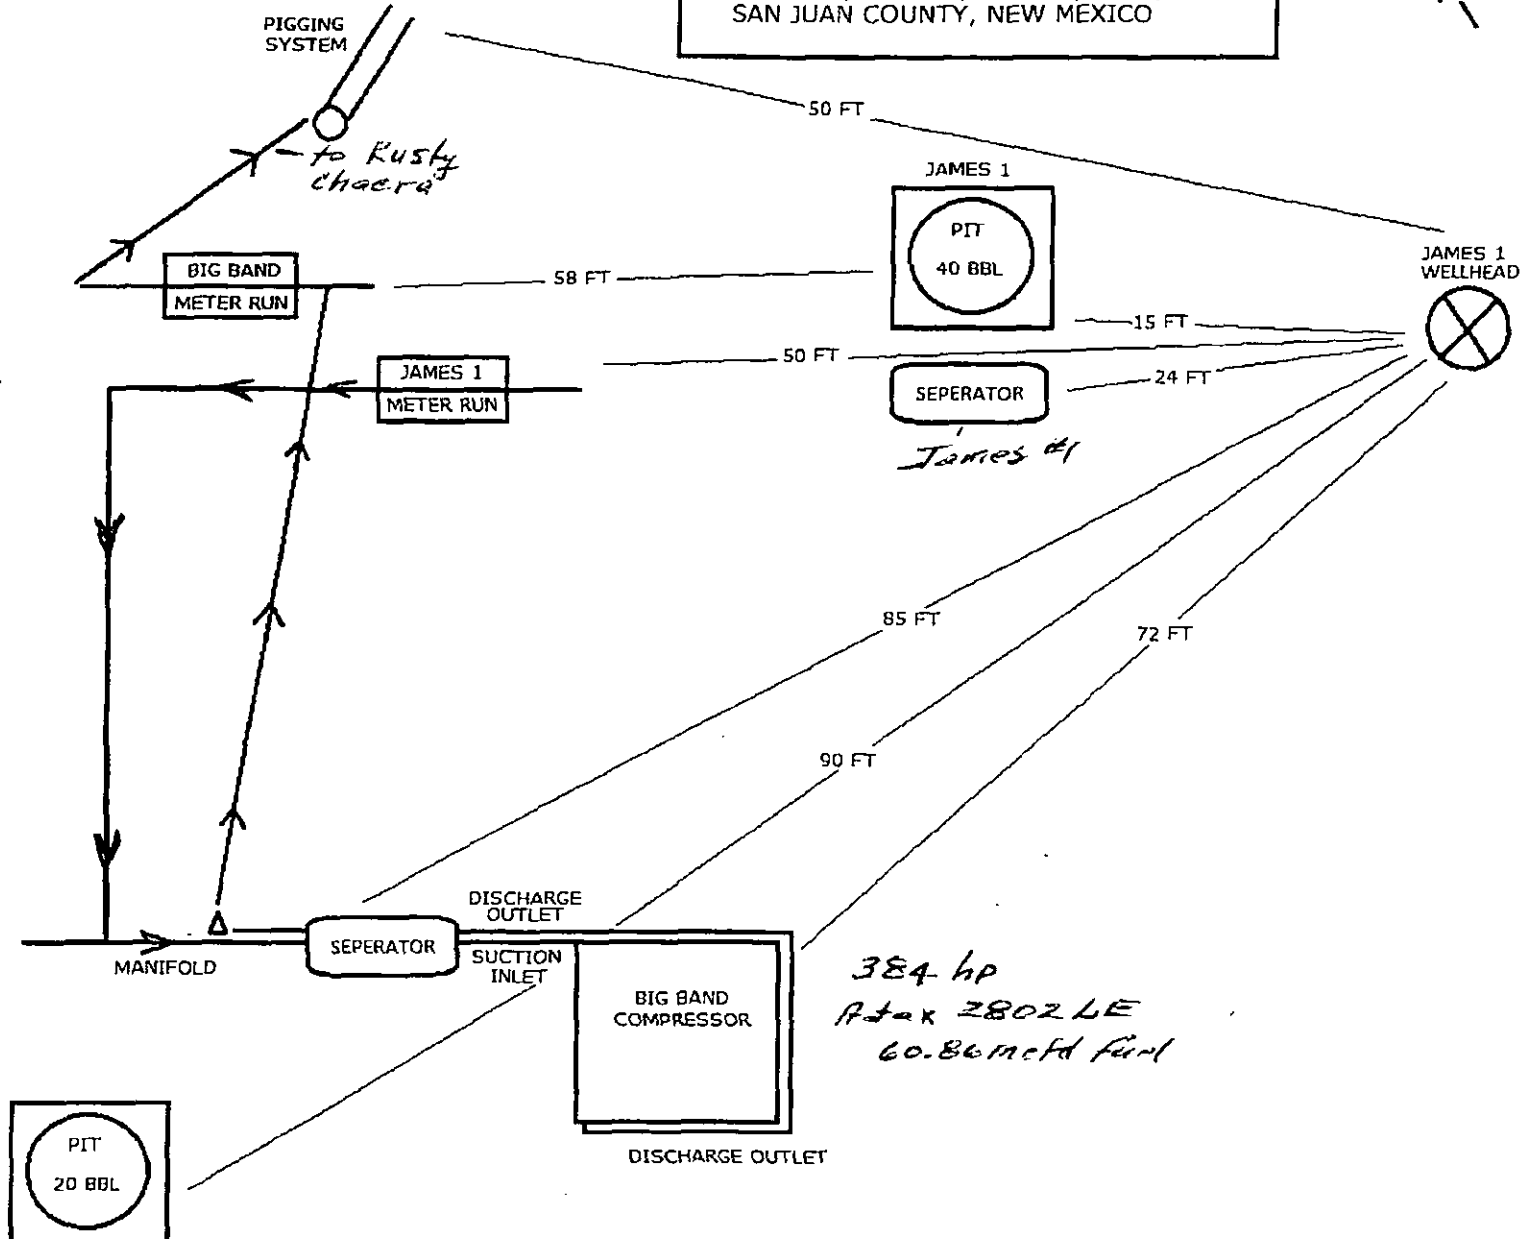 SAN JUAN COUNTY, NEW MEXICO
PIGGING
SYSTEM
50 FT
to Rusty
Chacra
JAMES 1
PIT
40 BBL
JAMES 1
WELLHEAD
BIG BAND
METER RUN
58 FT
15 FT
50 FT
JAMES 1
METER RUN
SEPERATOR
24 FT
James #1
85 FT
72 FT
90 FT
DISCHARGE
OUTLET
SEPERATOR
MANIFOLD
SUCTION
INLET
BIG BAND
COMPRESSOR
384 hp
2802 LE
60.86 mcfd fuel
DISCHARGE OUTLET
PIT
20 BBL